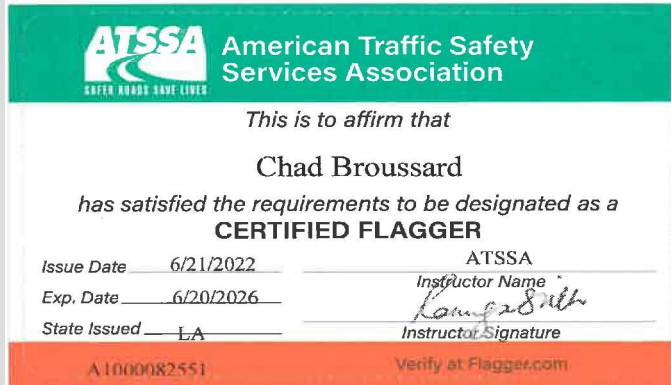 ATSSA
SAFER ROADS SAVE LIVES
American Traffic Safety
Services Association
This is to affirm that
Chad Broussard
has satisfied the requirements to be designated as a
CERTIFIED FLAGGER
Issue Date 6/21/2022
Exp. Date 6/20/2026
State Issued LA
ATSSA
Instructor Name
Instructor Signature
A1000082551
Verify at Flagger.com